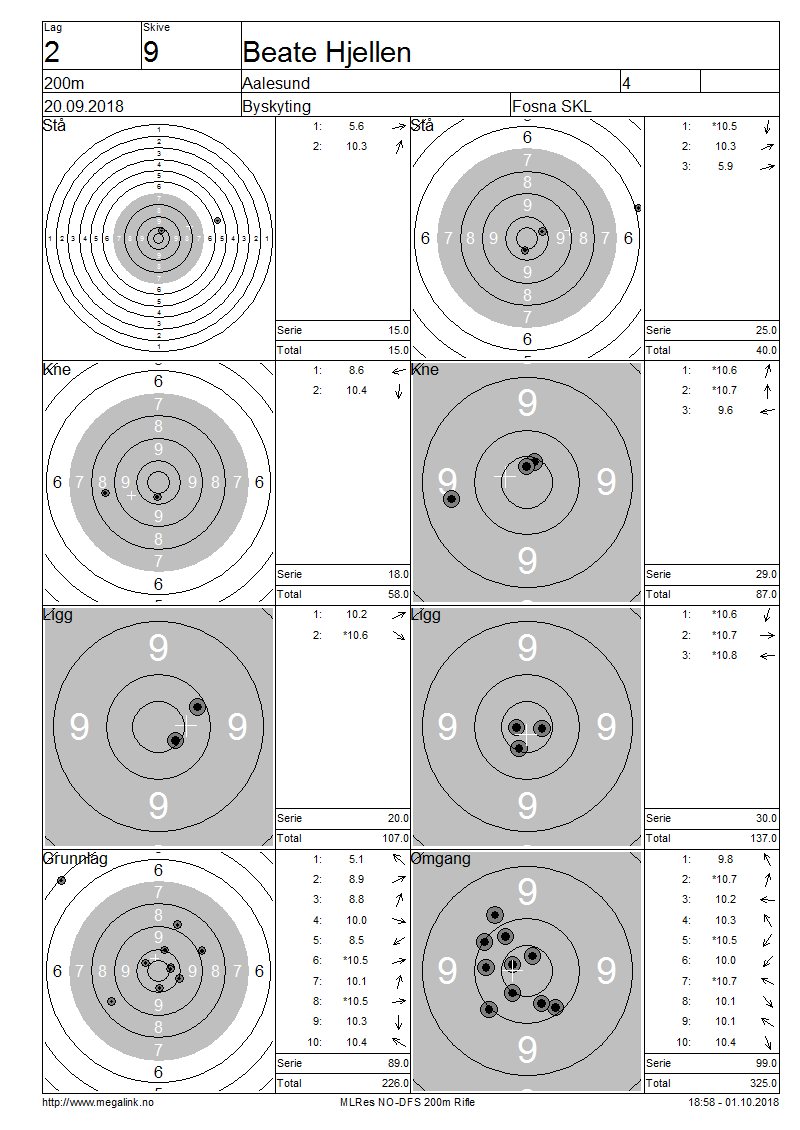 Lag Skive
2 9 Beate Hjellen
200m Aalesund 4
20.09.2018 Byskyting Fosna SKL
Stå
1: 5.6
2: 10.3
Serie 15.0
Total 15.0
Stå
1: *10.5
2: 10.3
3: 5.9
Serie 25.0
Total 40.0
Kne
1: 8.6
2: 10.4
Serie 18.0
Total 58.0
Kne
1: *10.6
2: *10.7
3: 9.6
Serie 29.0
Total 87.0
Ligg
1: 10.2
2: *10.6
Serie 20.0
Total 107.0
Ligg
1: *10.6
2: *10.7
3: *10.8
Serie 30.0
Total 137.0
Grunnlag
1: 5.1
2: 8.9
3: 8.8
4: 10.0
5: 8.5
6: *10.5
7: 10.1
8: *10.5
9: 10.3
10: 10.4
Serie 89.0
Total 226.0
Omgang
1: 9.8
2: *10.7
3: 10.2
4: 10.3
5: *10.5
6: 10.0
7: *10.7
8: 10.1
9: 10.1
10: 10.4
Serie 99.0
Total 325.0
http://www.megalink.no MLRes NO-DFS 200m Rifle 18:58 - 01.10.2018